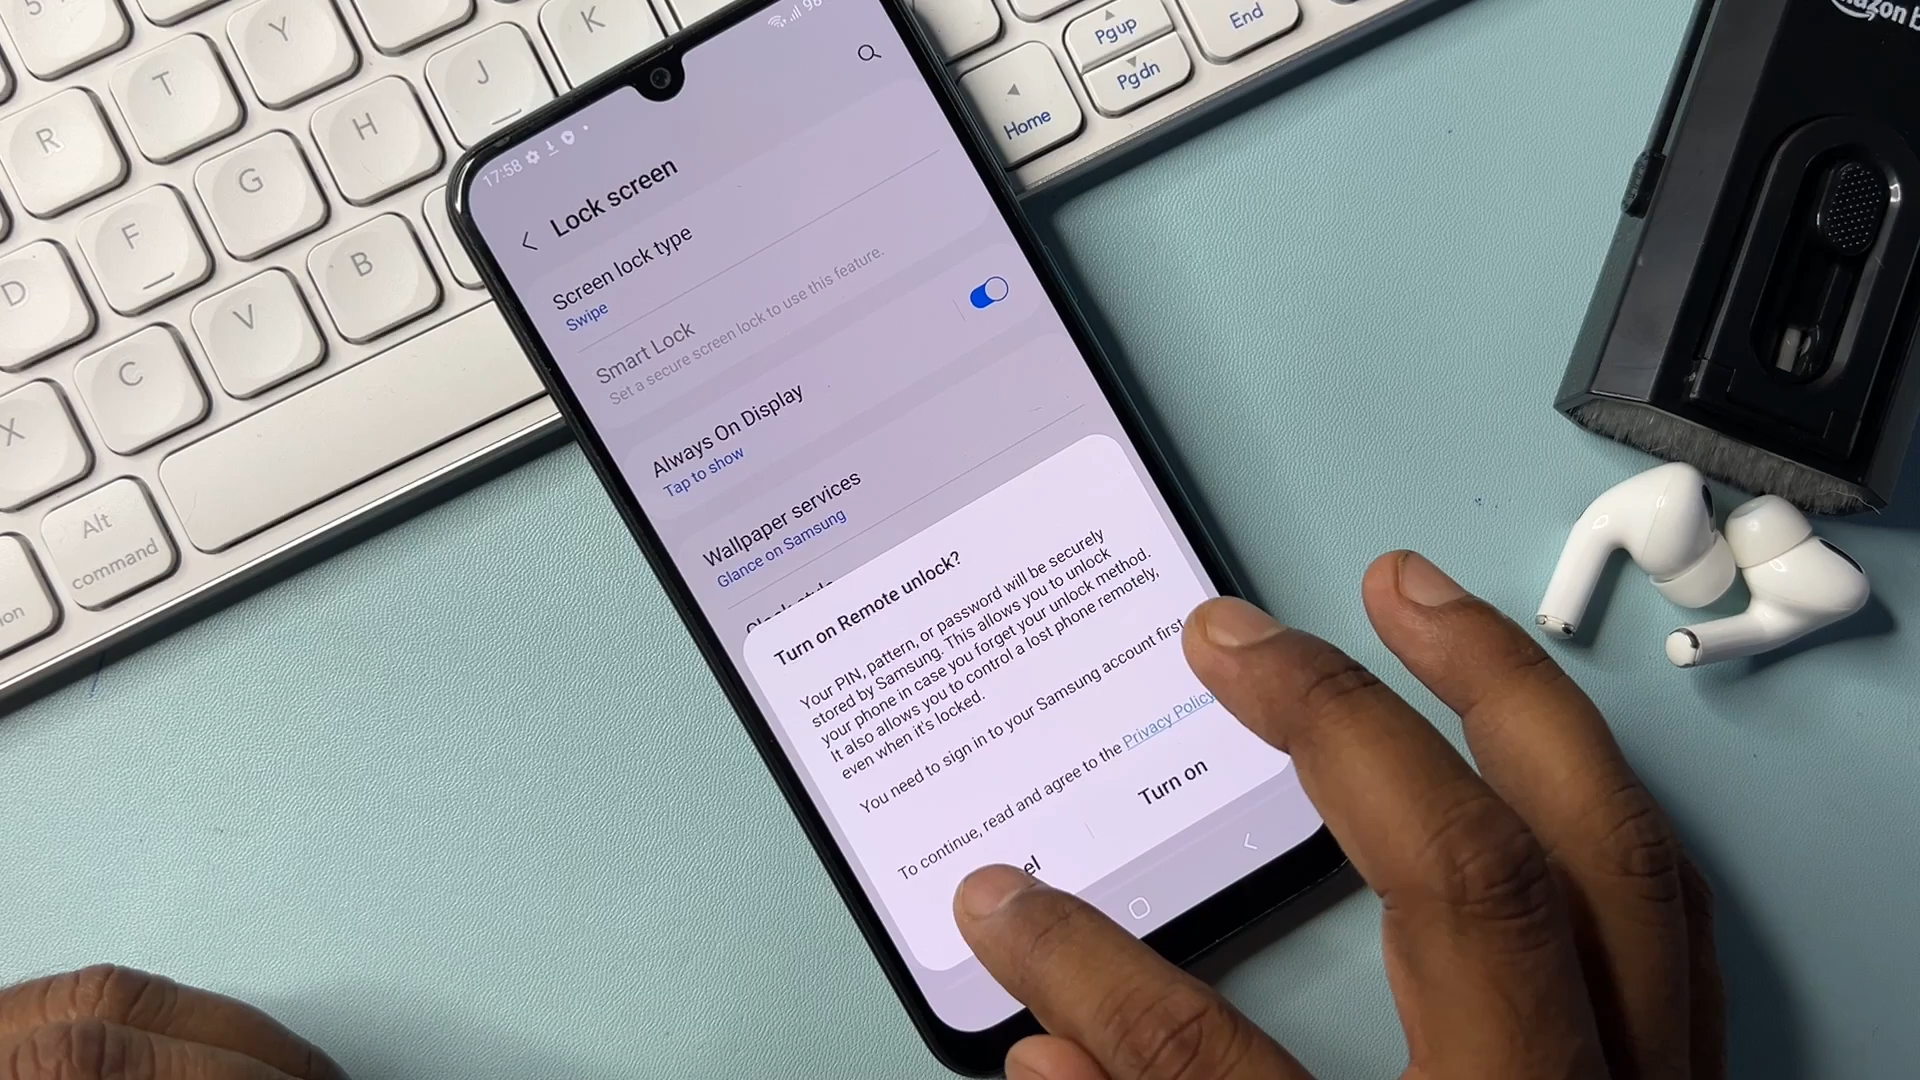 Y
K
Pgup
End
T
J
Pgdn
R
H
Home
G
F
D
B
V
C
X
Alt
command
17:58
Lock screen
Screen lock type
Swipe
Smart Lock
Set a secure screen lock to use this feature.
Always On Display
Tap to show
Wallpaper services
Glance on Samsung
Turn on Remote unlock?
Your PIN, pattern, or password will be securely
stored by Samsung. This allows you to unlock
your phone in case you forget your unlock method.
It also allows you to control a lost phone remotely,
even when it's locked.
You need to sign in to your Samsung account first
To continue, read and agree to the Privacy Policy
el
Turn on